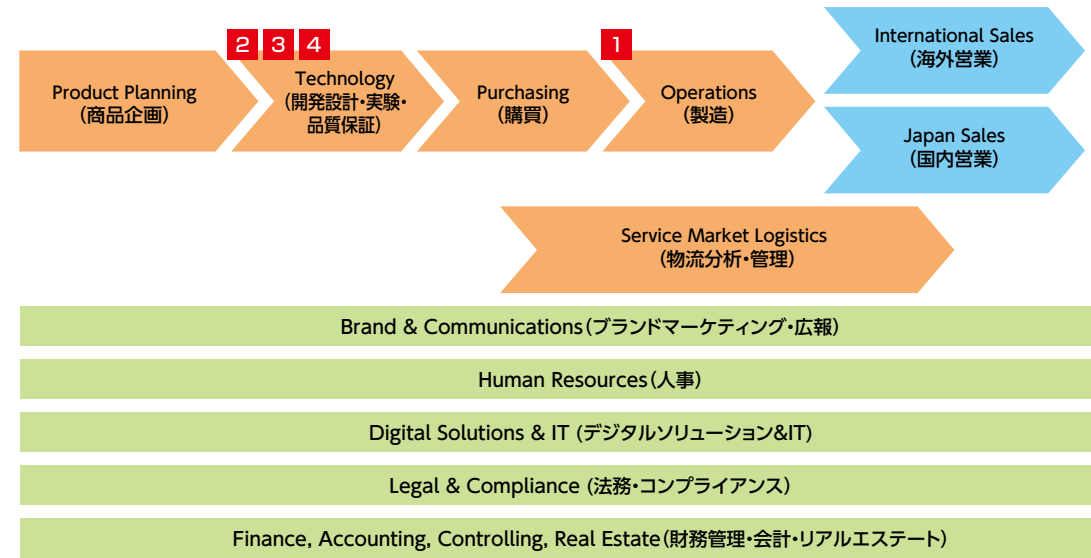 2 3 4
1
Product Planning
(商品企画)
Technology
(開発設計・実験・
品質保証)
Purchasing
(購買)
Operations
(製造)
International Sales
(海外営業)
Japan Sales
(国内営業)
Service Market Logistics
(物流分析・管理)
Brand & Communications(ブランドマーケティング・広報)
Human Resources(人事)
Digital Solutions & IT (デジタルソリューション&IT)
Legal & Compliance (法務・コンプライアンス)
Finance, Accounting, Controlling, Real Estate(財務管理・会計・リアルエステート)